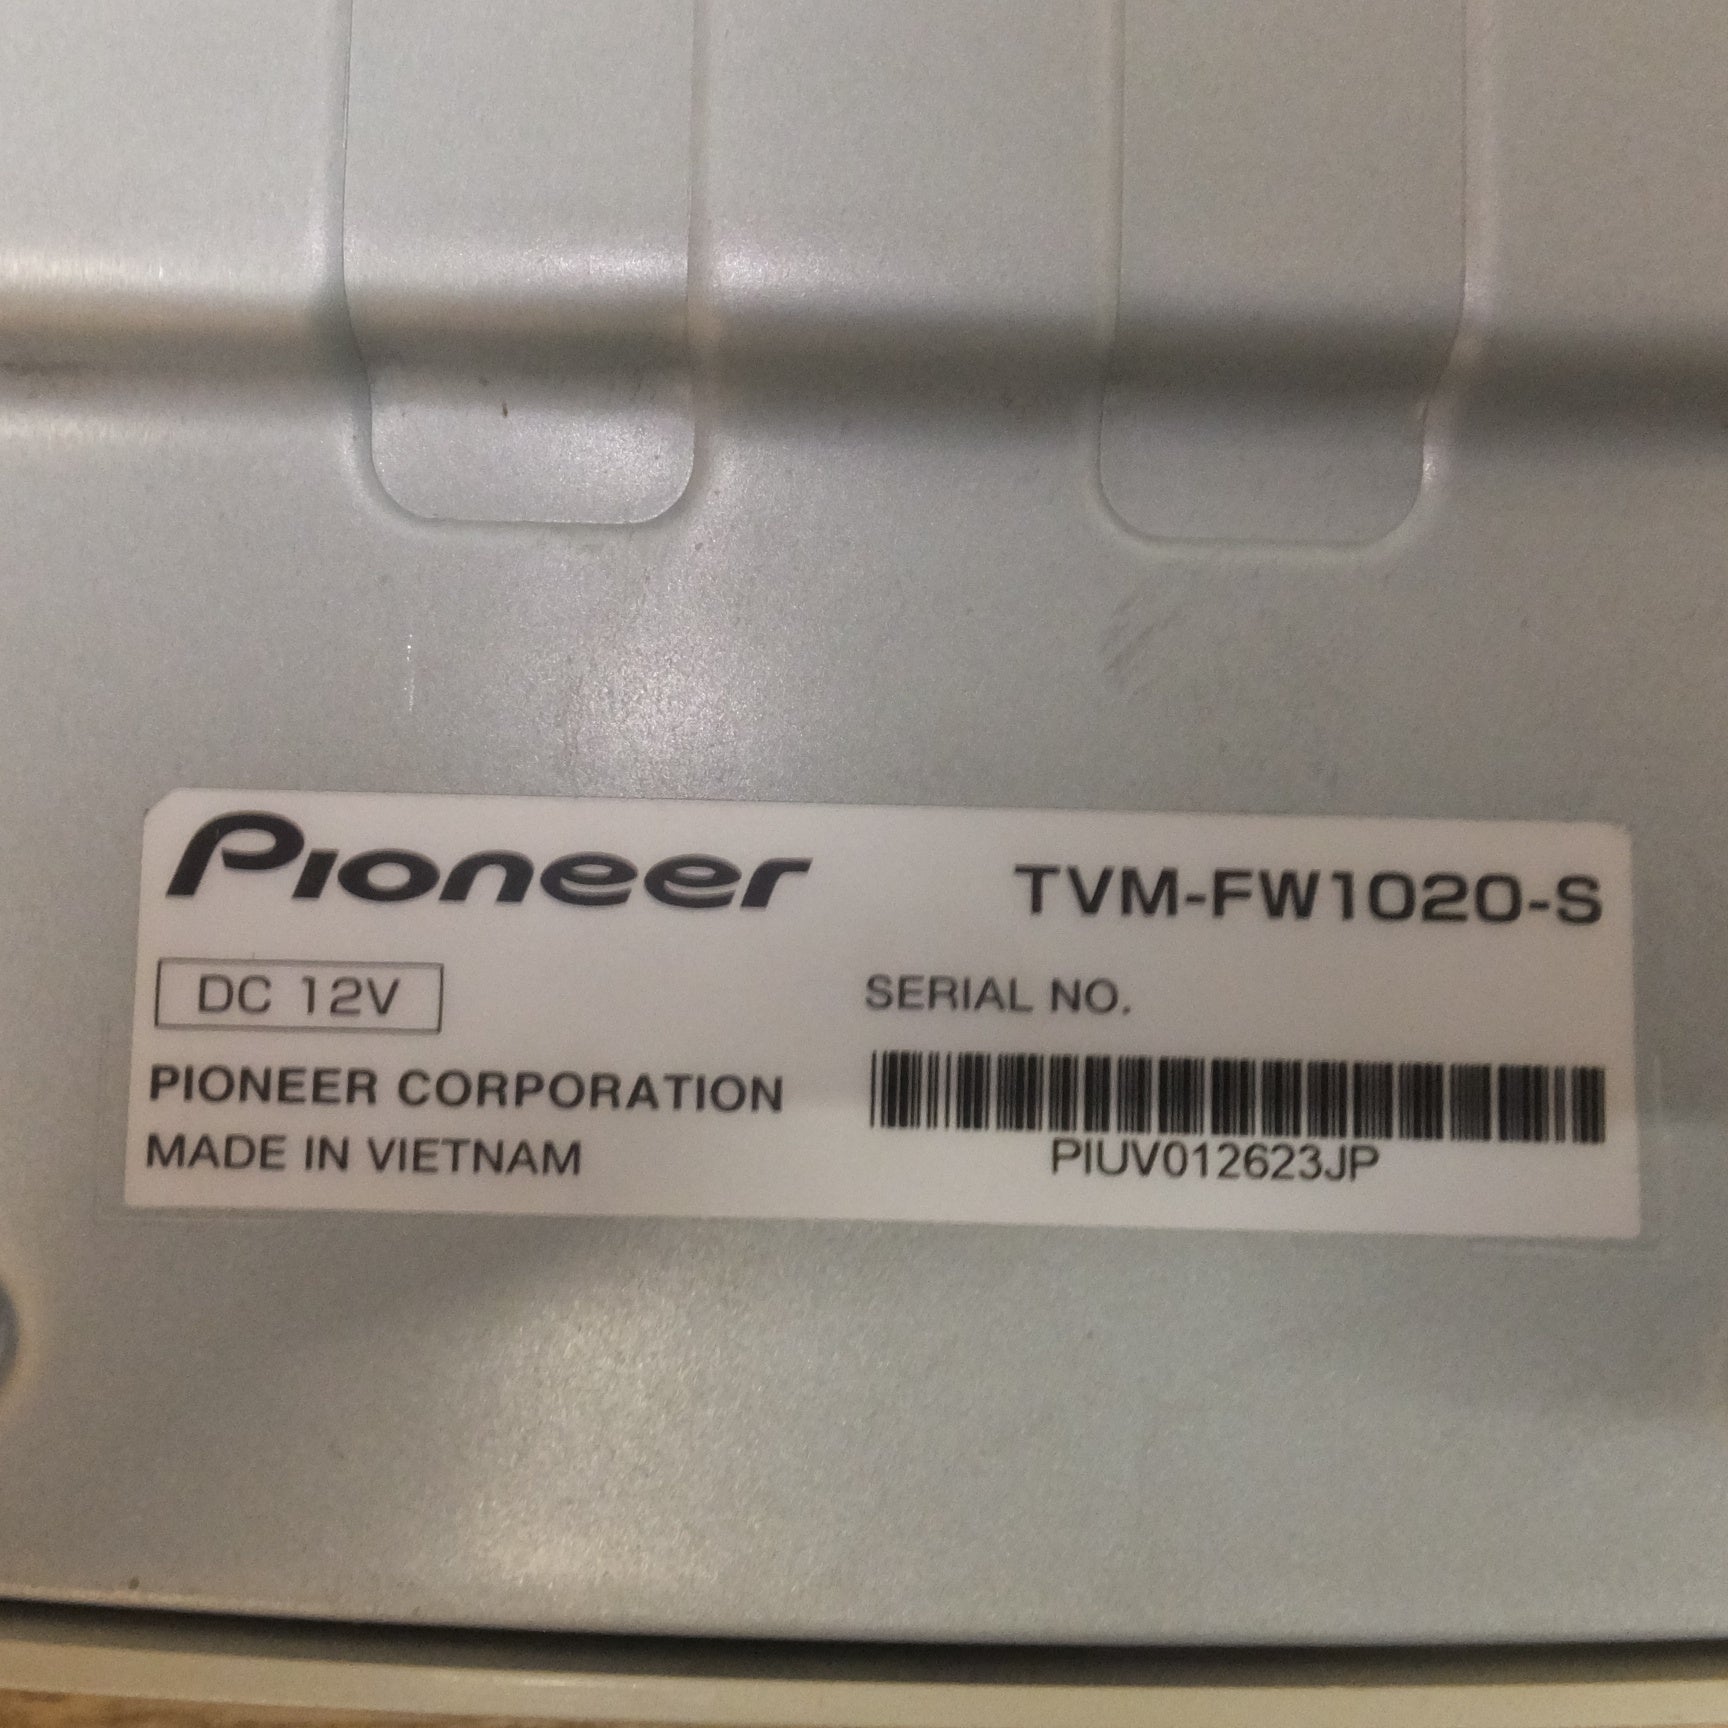 Pioneer TVM-FW1020-S
DC 12V
SERIAL NO.
PIONEER CORPORATION
MADE IN VIETNAM
PIUV012623JP